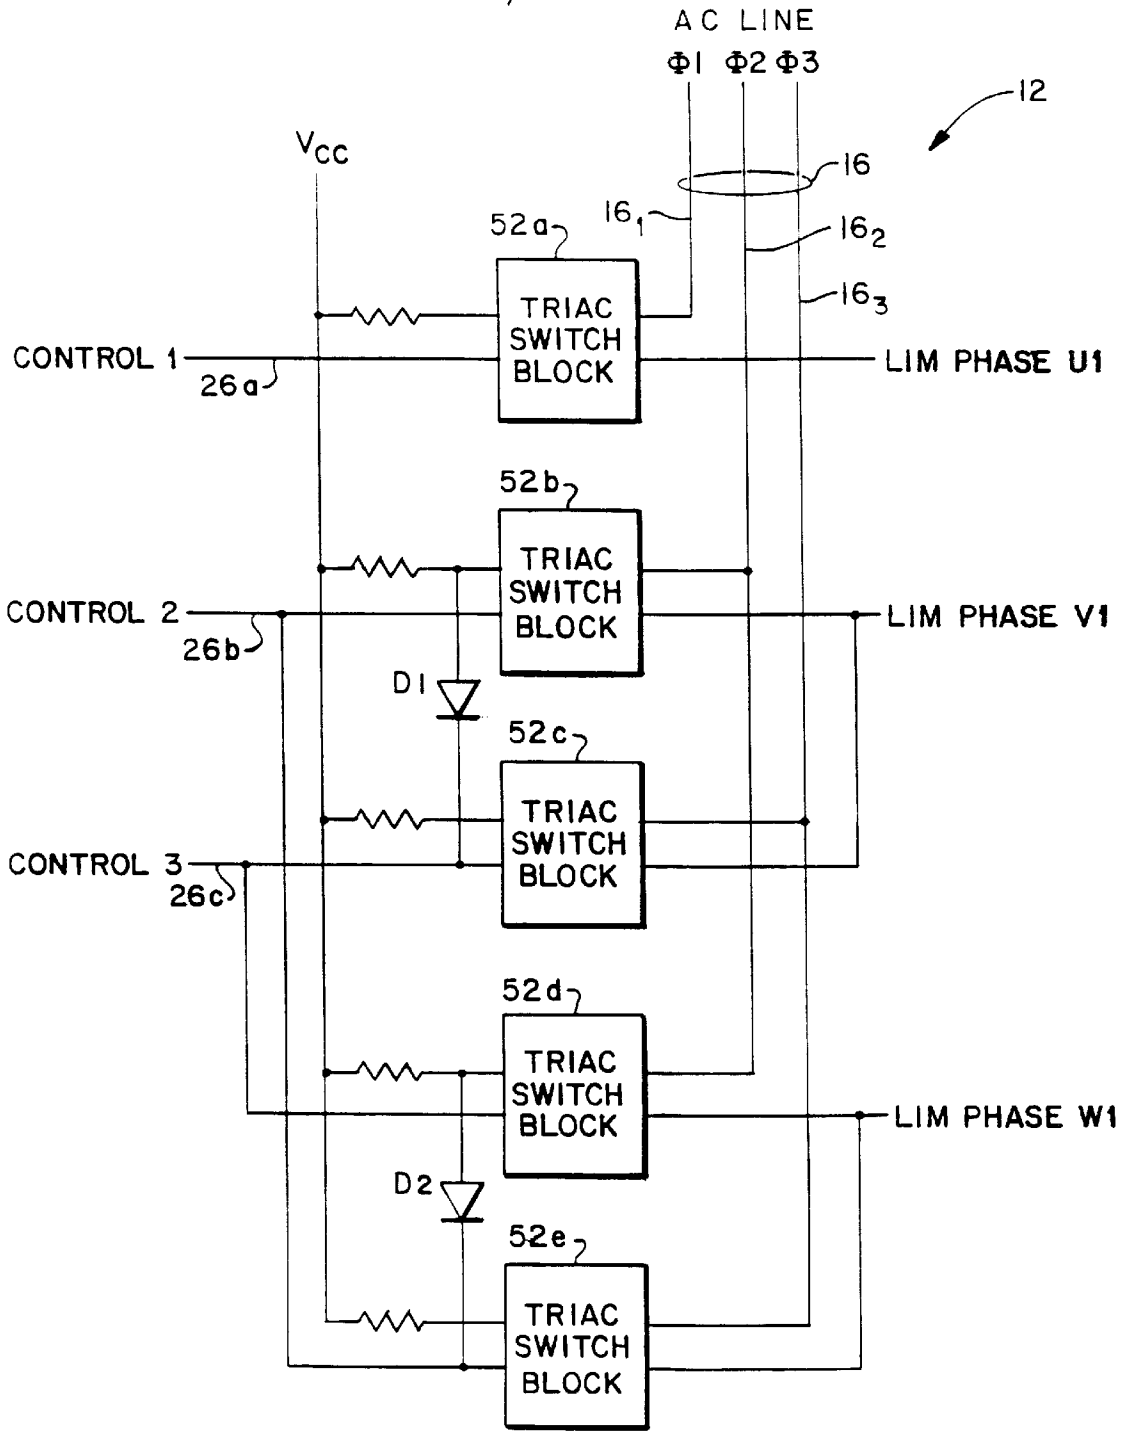 AC LINE
Φ1 Φ2 Φ3
12
VCC
16
16₁
52a
16₂
TRIAC
SWITCH
BLOCK
16₃
CONTROL 1
26a
LIM PHASE U1
52b
TRIAC
SWITCH
BLOCK
CONTROL 2
26b
LIM PHASE V1
D1
52c
TRIAC
SWITCH
BLOCK
CONTROL 3
26c
52d
TRIAC
SWITCH
BLOCK
LIM PHASE W1
D2
52e
TRIAC
SWITCH
BLOCK